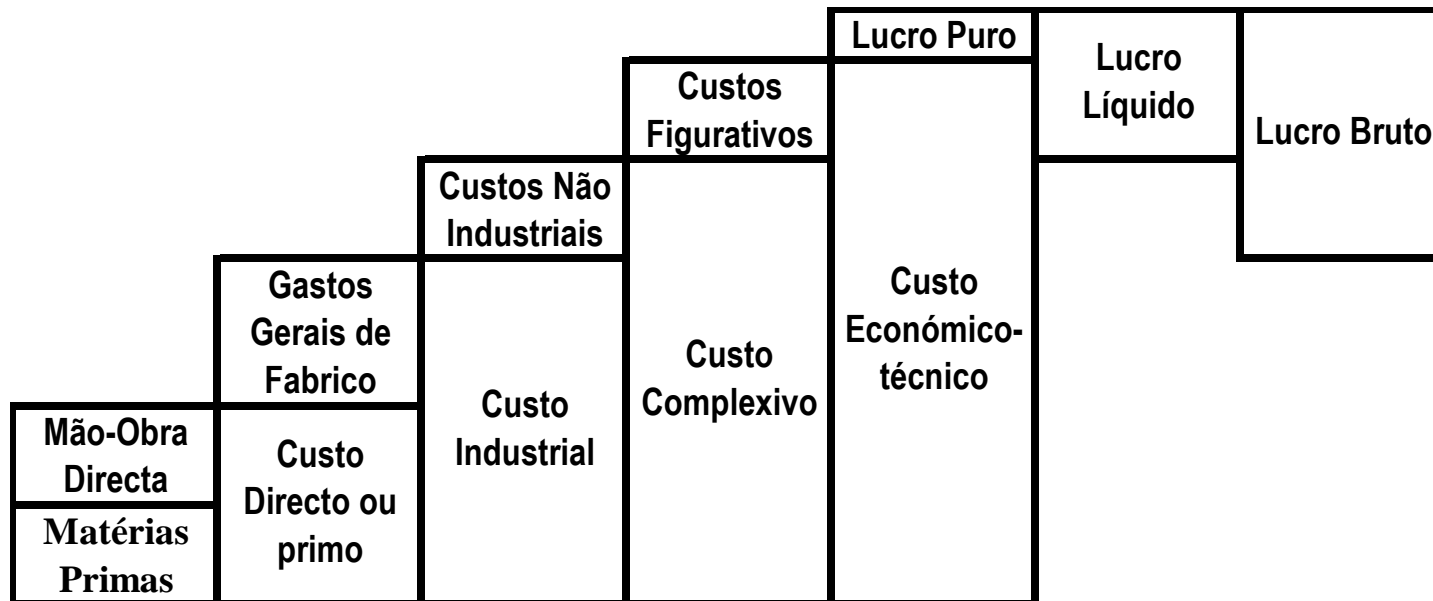 Lucro Puro
Lucro
Líquido
Lucro Bruto
Custos
Figurativos
Custos Não
Industriais
Custo
Económico-
técnico
Gastos
Gerais de
Fabrico
Custo
Complexivo
Custo
Industrial
Mão-Obra
Directa
Custo
Directo ou
primo
Matérias
Primas